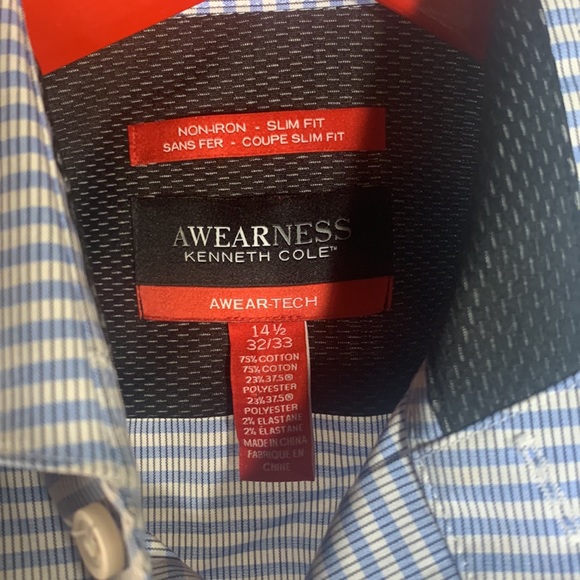 NON-IRON - SLIM FIT
SANS FER - COUPE SLIM FIT
AWEARNESS
KENNETH COLE™
AWEAR-TECH
14 ½
32/33
75% COTTON
75% COTON
23% 37.5®
POLYESTER
23% 37.5®
POLYESTER
2% ELASTANE
2% ÉLASTANE
MADE IN CHINA
FABRIQUÉ EN
CHINE